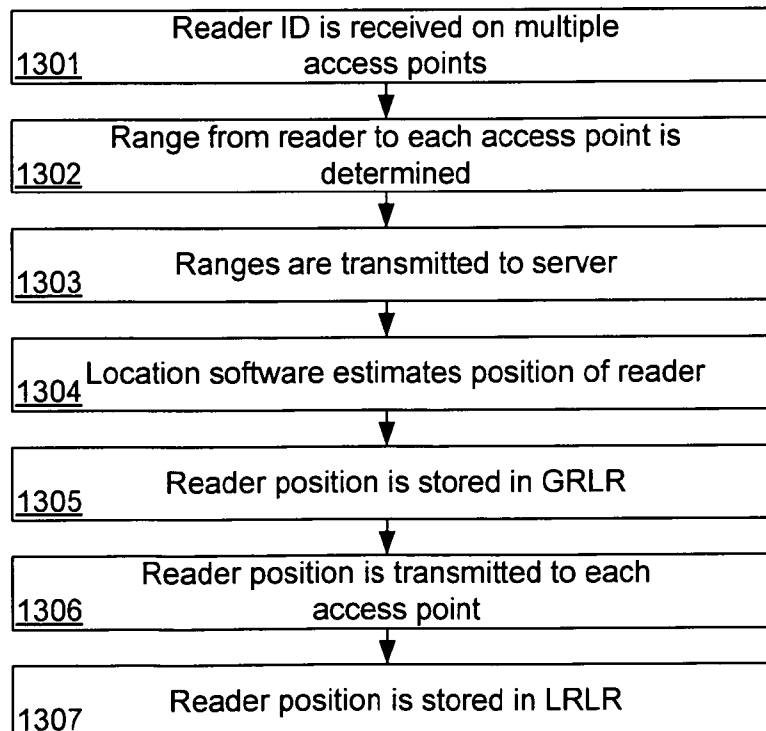 Reader ID is received on multiple
access points
1301
Range from reader to each access point is
determined
1302
Ranges are transmitted to server
1303
Location software estimates position of reader
1304
Reader position is stored in GRLR
1305
Reader position is transmitted to each
access point
1306
Reader position is stored in LRLR
1307